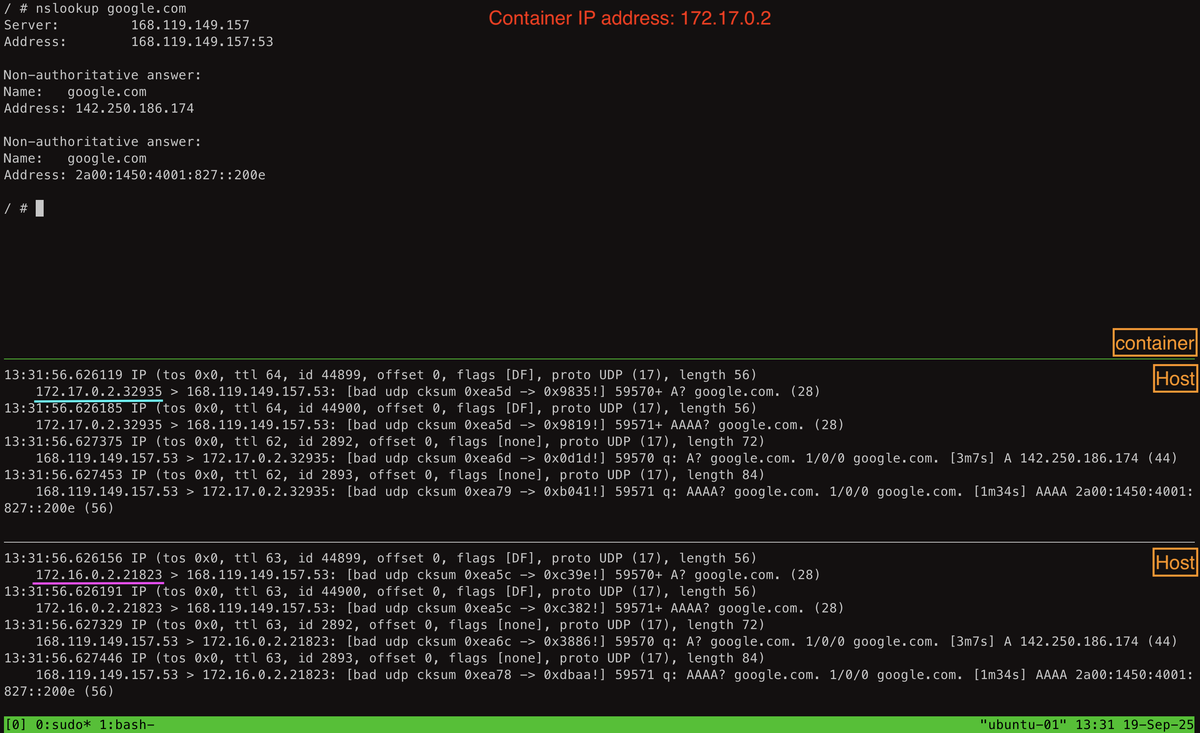 / # nslookup google.com
Container IP address: 172.17.0.2
Server:         168.119.149.157
Address:        168.119.149.157:53
Non-authoritative answer:
Name:   google.com
Address: 142.250.186.174
Non-authoritative answer:
Name:   google.com
Address: 2a00:1450:4001:827::200e
/ #
container
13:31:56.626119 IP (tos 0x0, ttl 64, id 44899, offset 0, flags [DF], proto UDP (17), length 56)
Host
    172.17.0.2.32935 > 168.119.149.157.53: [bad udp cksum 0xea5d -> 0x9835!] 59570+ A? google.com. (28)
13:31:56.626185 IP (tos 0x0, ttl 64, id 44900, offset 0, flags [DF], proto UDP (17), length 56)
    172.17.0.2.32935 > 168.119.149.157.53: [bad udp cksum 0xea5d -> 0x9819!] 59571+ AAAA? google.com. (28)
13:31:56.627375 IP (tos 0x0, ttl 62, id 2892, offset 0, flags [none], proto UDP (17), length 72)
    168.119.149.157.53 > 172.17.0.2.32935: [bad udp cksum 0xea6d -> 0x0d1d!] 59570 q: A? google.com. 1/0/0 google.com. [3m7s] A 142.250.186.174 (44)
13:31:56.627453 IP (tos 0x0, ttl 62, id 2893, offset 0, flags [none], proto UDP (17), length 84)
    168.119.149.157.53 > 172.17.0.2.32935: [bad udp cksum 0xea79 -> 0xb041!] 59571 q: AAAA? google.com. 1/0/0 google.com. [1m34s] AAAA 2a00:1450:4001:
827::200e (56)
13:31:56.626156 IP (tos 0x0, ttl 63, id 44899, offset 0, flags [DF], proto UDP (17), length 56)
Host
    172.16.0.2.21823 > 168.119.149.157.53: [bad udp cksum 0xea5c -> 0xc39e!] 59570+ A? google.com. (28)
13:31:56.626191 IP (tos 0x0, ttl 63, id 44900, offset 0, flags [DF], proto UDP (17), length 56)
    172.16.0.2.21823 > 168.119.149.157.53: [bad udp cksum 0xea5c -> 0xc382!] 59571+ AAAA? google.com. (28)
13:31:56.627329 IP (tos 0x0, ttl 63, id 2892, offset 0, flags [none], proto UDP (17), length 72)
    168.119.149.157.53 > 172.16.0.2.21823: [bad udp cksum 0xea6c -> 0x3886!] 59570 q: A? google.com. 1/0/0 google.com. [3m7s] A 142.250.186.174 (44)
13:31:56.627446 IP (tos 0x0, ttl 63, id 2893, offset 0, flags [none], proto UDP (17), length 84)
    168.119.149.157.53 > 172.16.0.2.21823: [bad udp cksum 0xea78 -> 0xdbaa!] 59571 q: AAAA? google.com. 1/0/0 google.com. [1m34s] AAAA 2a00:1450:4001:
827::200e (56)
[0] 0:sudo* 1:bash- "ubuntu-01" 13:31 19-Sep-25